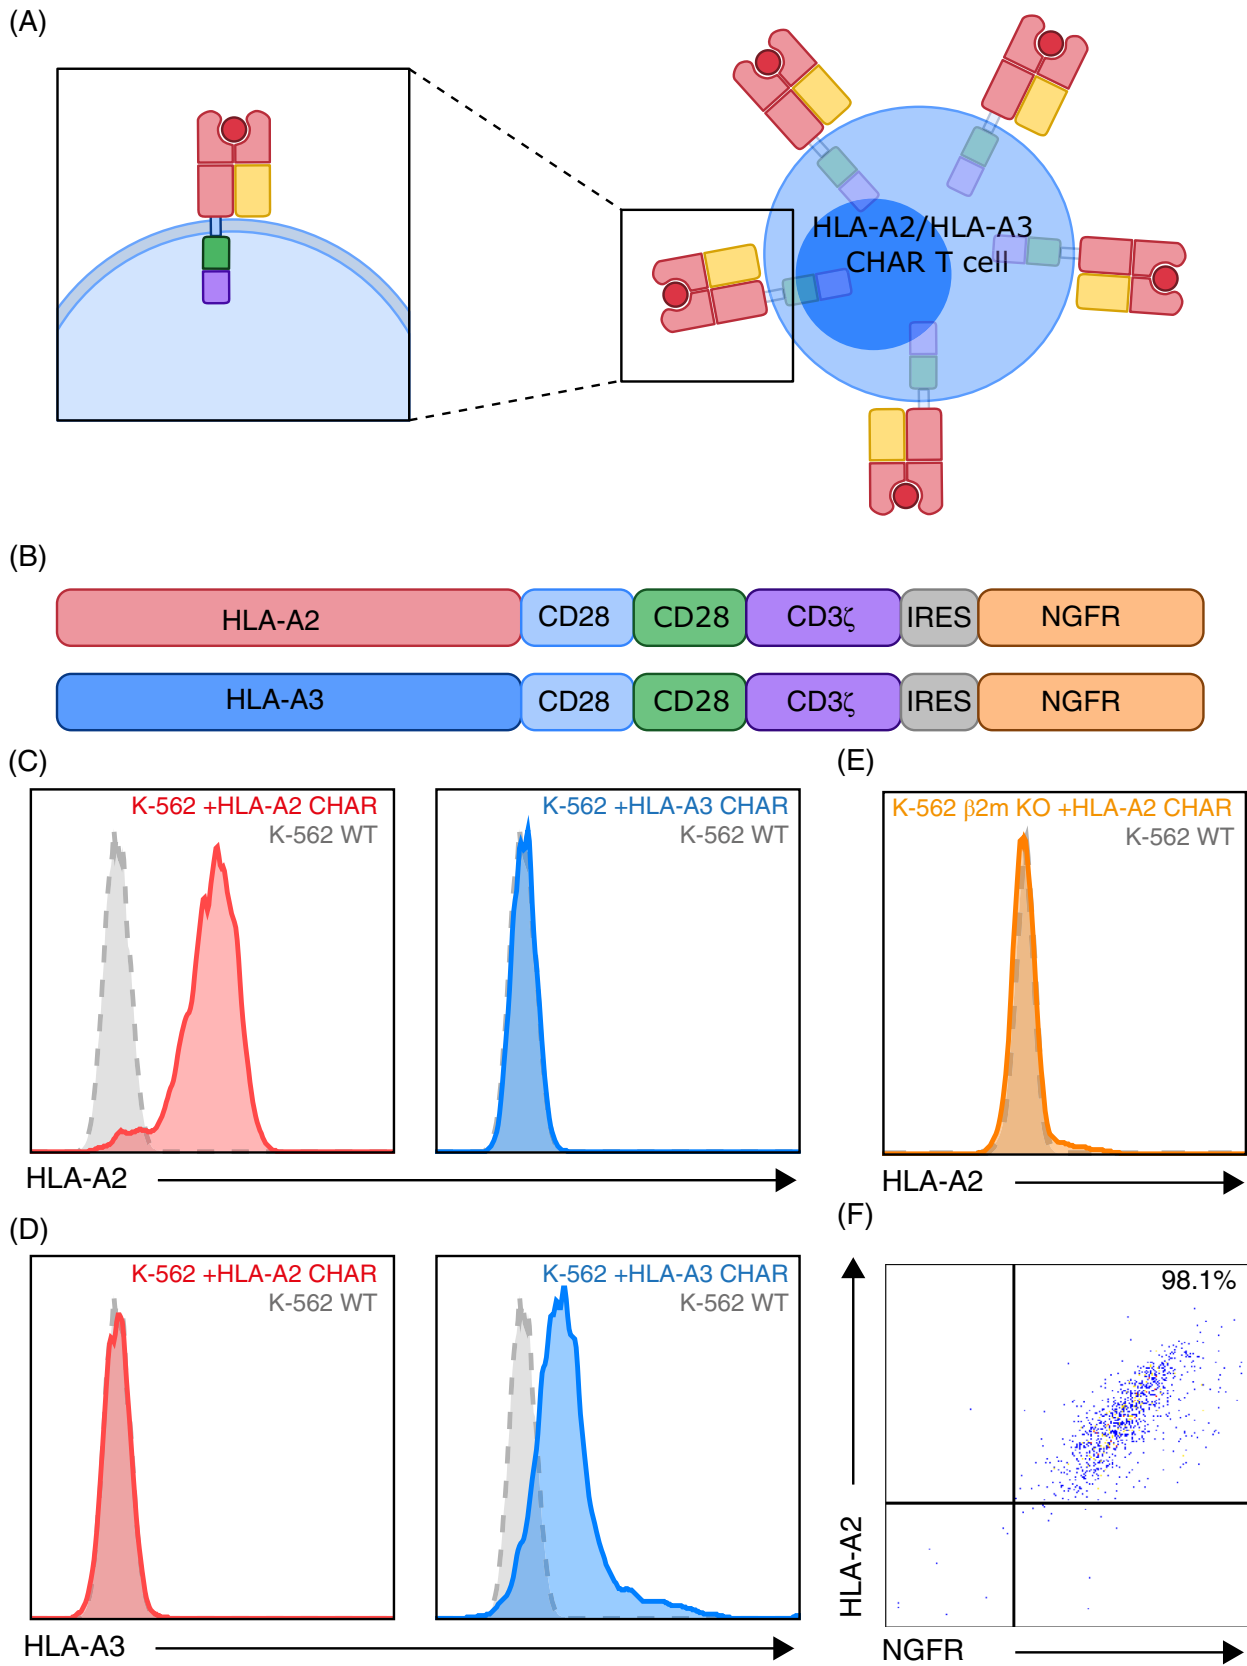 (A)
HLA-A2/HLA-A3
CHAR T cell
(B)
HLA-A2 CD28 CD28 CD3ζ IRES NGFR
HLA-A3 CD28 CD28 CD3ζ IRES NGFR
(C)
K-562 +HLA-A2 CHAR
K-562 WT
K-562 +HLA-A3 CHAR
K-562 WT
HLA-A2
(E)
K-562 β2m KO +HLA-A2 CHAR
K-562 WT
HLA-A2
(D)
K-562 +HLA-A2 CHAR
K-562 WT
K-562 +HLA-A3 CHAR
K-562 WT
HLA-A3
(F)
98.1%
HLA-A2
NGFR